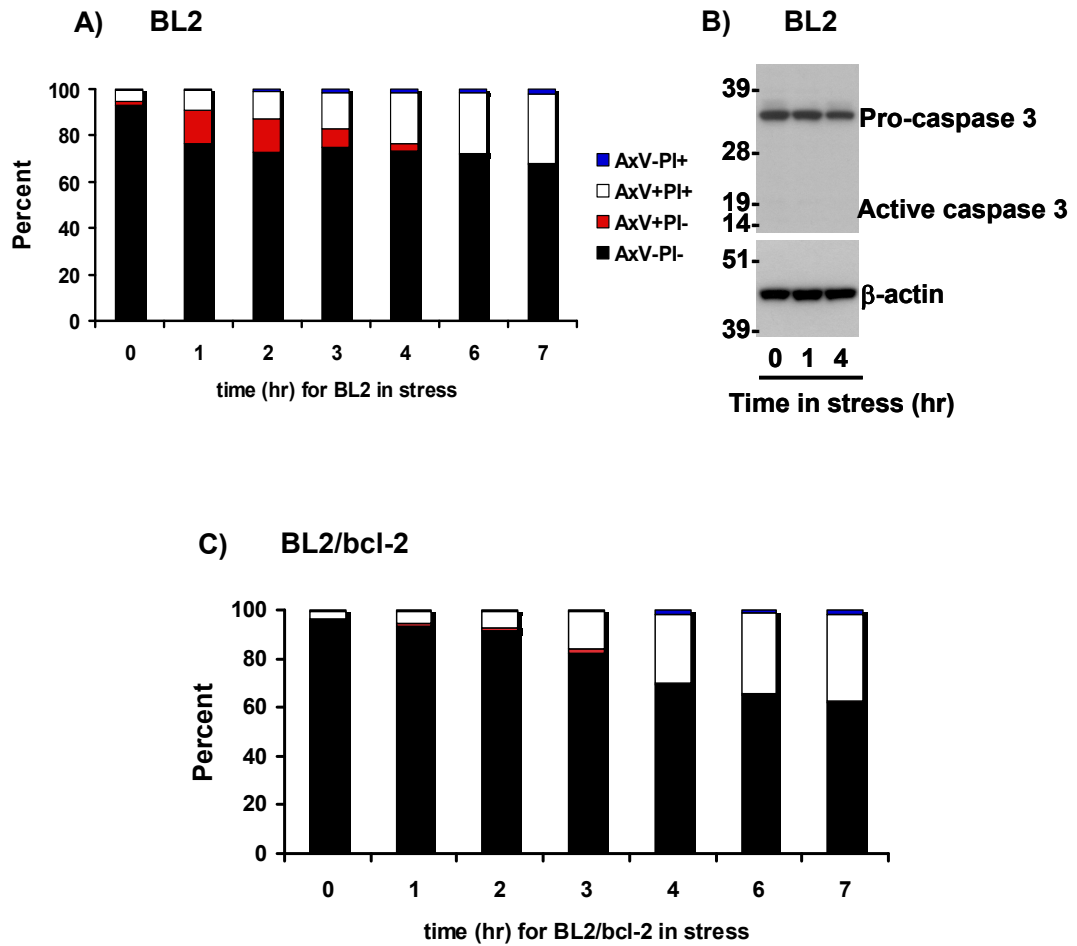 A) BL2
100
80
60
40
20
0
Percent
0 1 2 3 4 6 7
time (hr) for BL2 in stress
AxV-PI+
AxV+PI+
AxV+PI-
AxV-PI-
B) BL2
39-
28-
19-
14-
Pro-caspase 3
Active caspase 3
51-
39-
β-actin
0 1 4
Time in stress (hr)
C) BL2/bcl-2
100
80
60
40
20
0
Percent
0 1 2 3 4 6 7
time (hr) for BL2/bcl-2 in stress